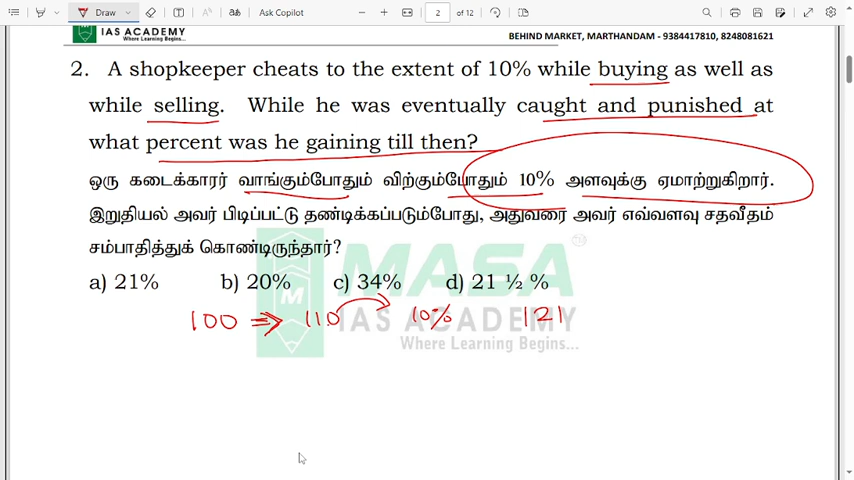 Draw
Ask Copilot
2 of 12
IAS ACADEMY
Where Learning Begins...
BEHIND MARKET, MARTHANDAM - 9384417810, 8248081621
2. A shopkeeper cheats to the extent of 10% while buying as well as
while selling. While he was eventually caught and punished at
what percent was he gaining till then?
ஒரு கடைக்காரர் வாங்கும்போதும் விற்கும்போதும் 10% அளவுக்கு ஏமாற்றுகிறார்.
இறுதியல் அவர் பிடிப்பட்டு தண்டிக்கப்படும்போது, அதுவரை அவர் எவ்வளவு சதவீதம்
சம்பாதித்துக் கொண்டிருந்தார்?
a) 21% b) 20% c) 34% d) 21 ½ %
100 ⇒ 110 10% 121
MASA
IAS ACADEMY
Where Learning Begins...